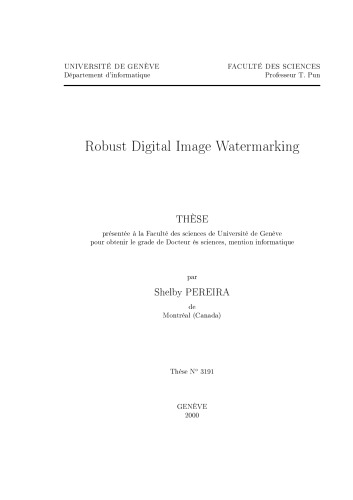 UNIVERSITÉ DE GENÈVE FACULTÉ DES SCIENCES
Département d'informatique Professeur T. Pun
Robust Digital Image Watermarking
THÈSE
présentée à la Faculté des sciences de Université de Genève
pour obtenir le grade de Docteur ès sciences, mention informatique
par
Shelby PEREIRA
de
Montréal (Canada)
Thèse N° 3191
GENÈVE
2000